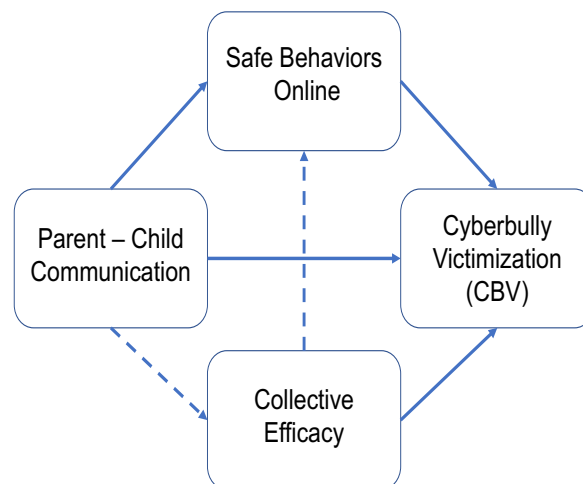 Safe Behaviors
Online
Parent – Child
Communication
Cyberbully
Victimization
(CBV)
Collective
Efficacy